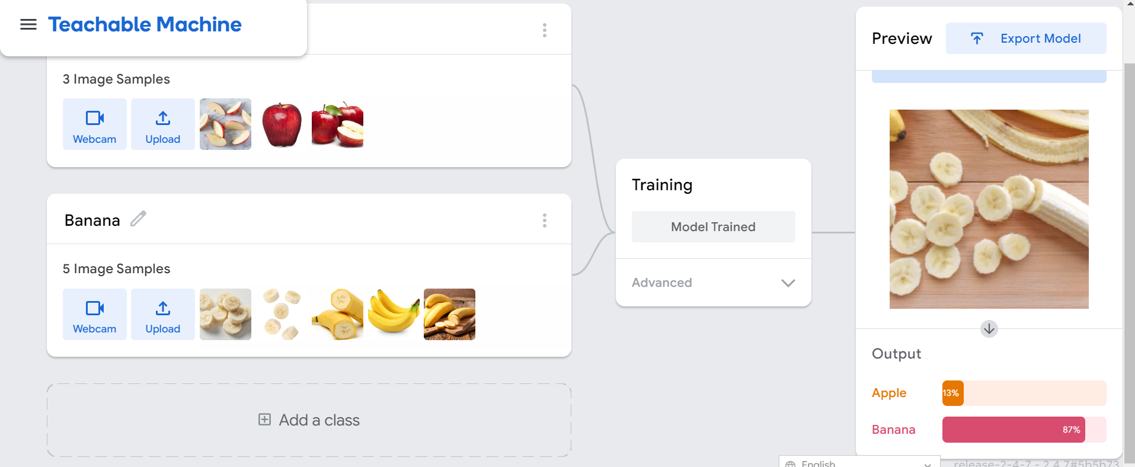 Teachable Machine
3 Image Samples
Webcam
Upload
Banana
5 Image Samples
Webcam
Upload
Add a class
Training
Model Trained
Advanced
Preview
Export Model
Output
Apple
13%
Banana
87%
English
release-2-4-7 - 2.4.7#5b5b73